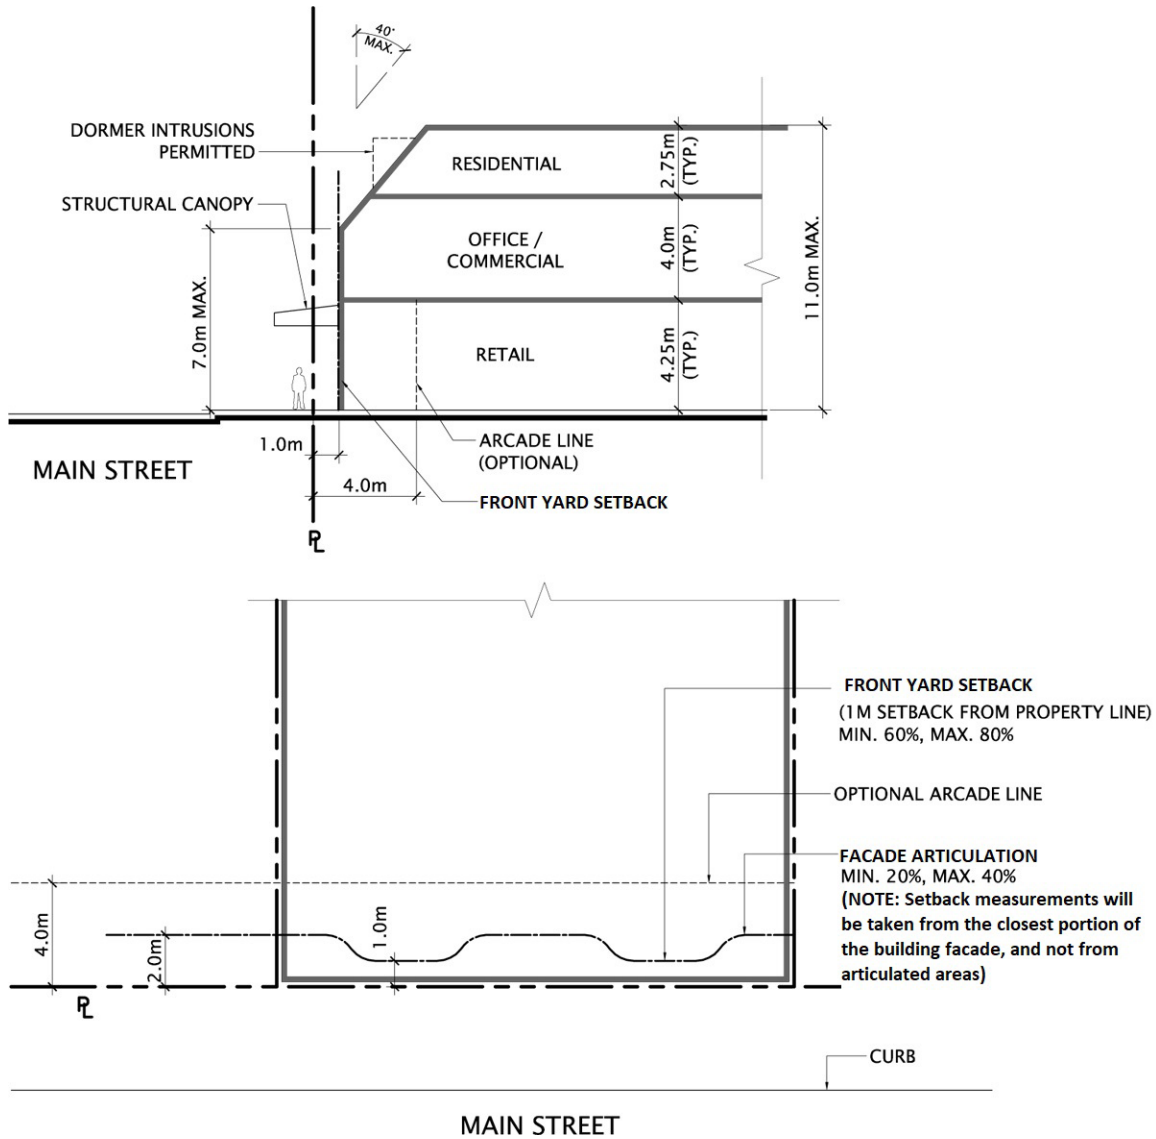 40°
MAX.
DORMER INTRUSIONS
PERMITTED
STRUCTURAL CANOPY
RESIDENTIAL
2.75m
(TYP.)
OFFICE /
COMMERCIAL
4.0m
(TYP.)
11.0m MAX.
7.0m MAX.
RETAIL
4.25m
(TYP.)
MAIN STREET
1.0m
ARCADE LINE
(OPTIONAL)
4.0m
FRONT YARD SETBACK
PL
FRONT YARD SETBACK
(1M SETBACK FROM PROPERTY LINE)
MIN. 60%, MAX. 80%
OPTIONAL ARCADE LINE
FACADE ARTICULATION
MIN. 20%, MAX. 40%
(NOTE: Setback measurements will
be taken from the closest portion of
the building facade, and not from
articulated areas)
4.0m
2.0m
1.0m
PL
CURB
MAIN STREET